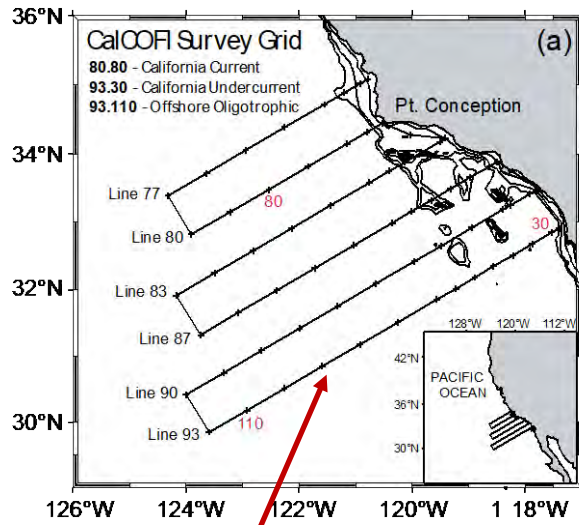 36°N
CalCOFI Survey Grid
(a)
80.80 - California Current
93.30 - California Undercurrent
93.110 - Offshore Oligotrophic
Pt. Conception
34°N
Line 77
80
Line 80
30
32°N
Line 83
Line 87
128°W 120°W 112°W
42°N
PACIFIC
OCEAN
36°N
30°N
Line 90
30°N
110
Line 93
126°W 124°W 122°W 120°W 118°W